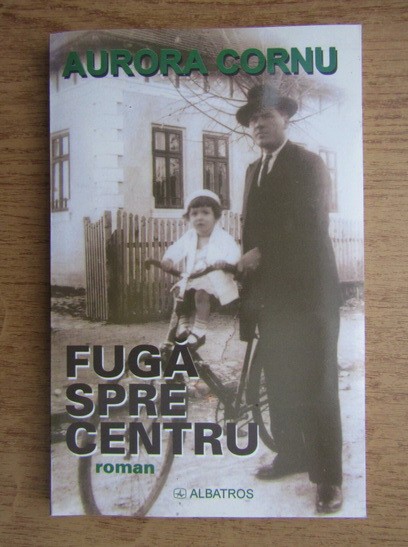 AURORA CORNU
FUGĂ
SPRE
CENTRU
roman
ALBATROS